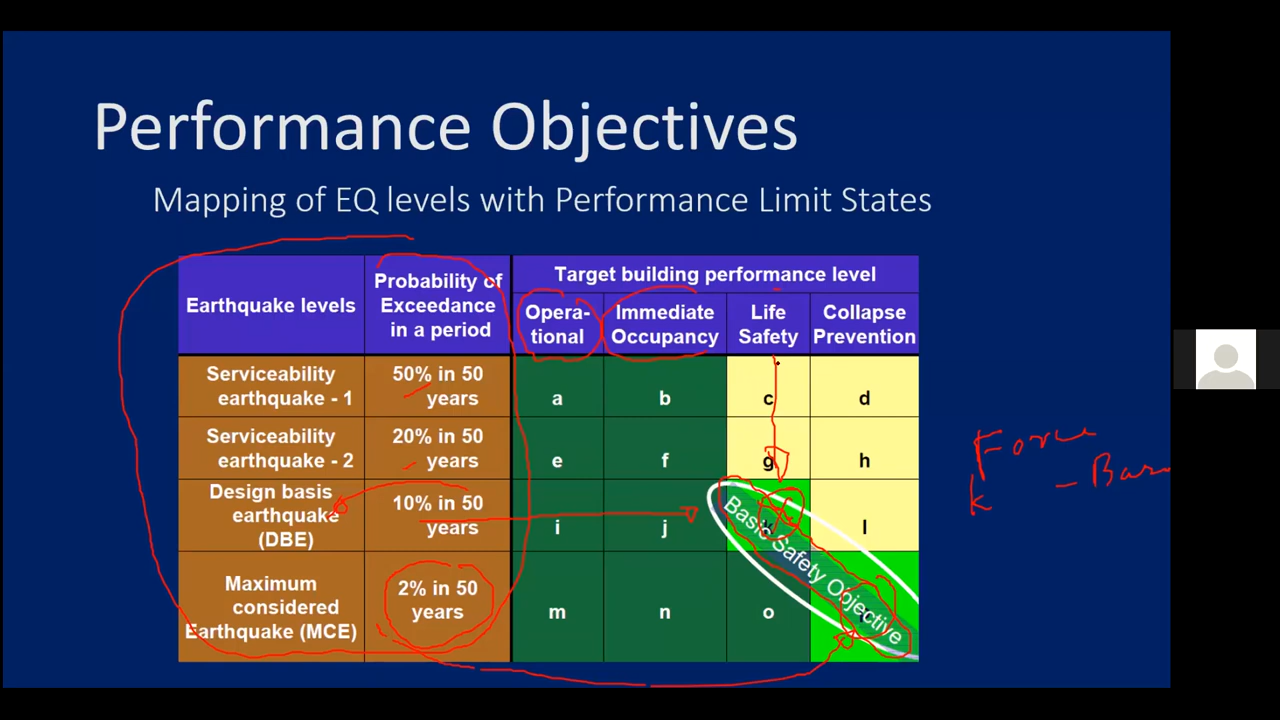 Performance Objectives
Mapping of EQ levels with Performance Limit States
Earthquake levels
Probability of
Exceedance
in a period
Target building performance level
Opera-
tional
Immediate
Occupancy
Life
Safety
Collapse
Prevention
Serviceability
earthquake - 1
50% in 50
years
a
b
c
d
Serviceability
earthquake - 2
20% in 50
years
e
f
g
h
Design basis
earthquake
(DBE)
10% in 50
years
i
j
k
l
Maximum
considered
Earthquake (MCE)
2% in 50
years
m
n
o
Basic Safety Objective
Force
k